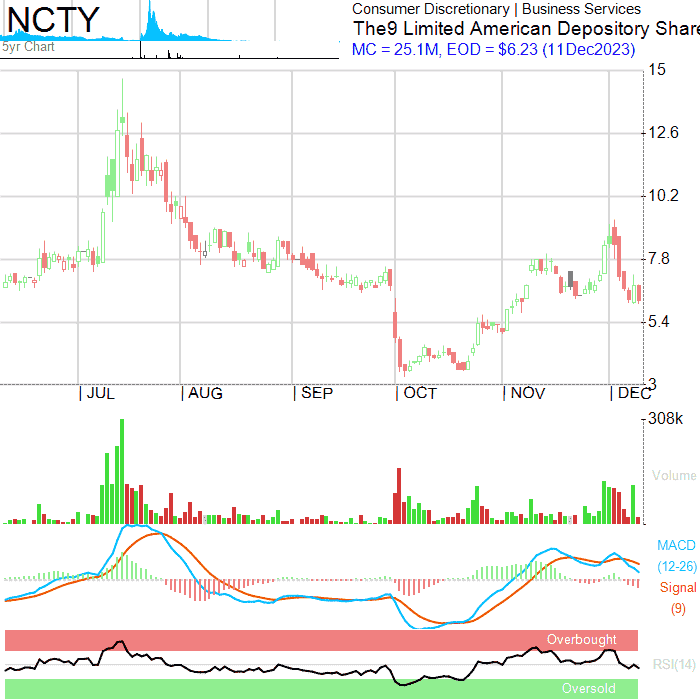 NCTY
5yr Chart
Consumer Discretionary | Business Services
The9 Limited American Depository Share
MC = 25.1M, EOD = $6.23 (11Dec2023)
15
12.6
10.2
7.8
5.4
3
JUL
AUG
SEP
OCT
NOV
DEC
308k
Volume
MACD
(12-26)
Signal
(9)
Overbought
RSI(14)
Oversold